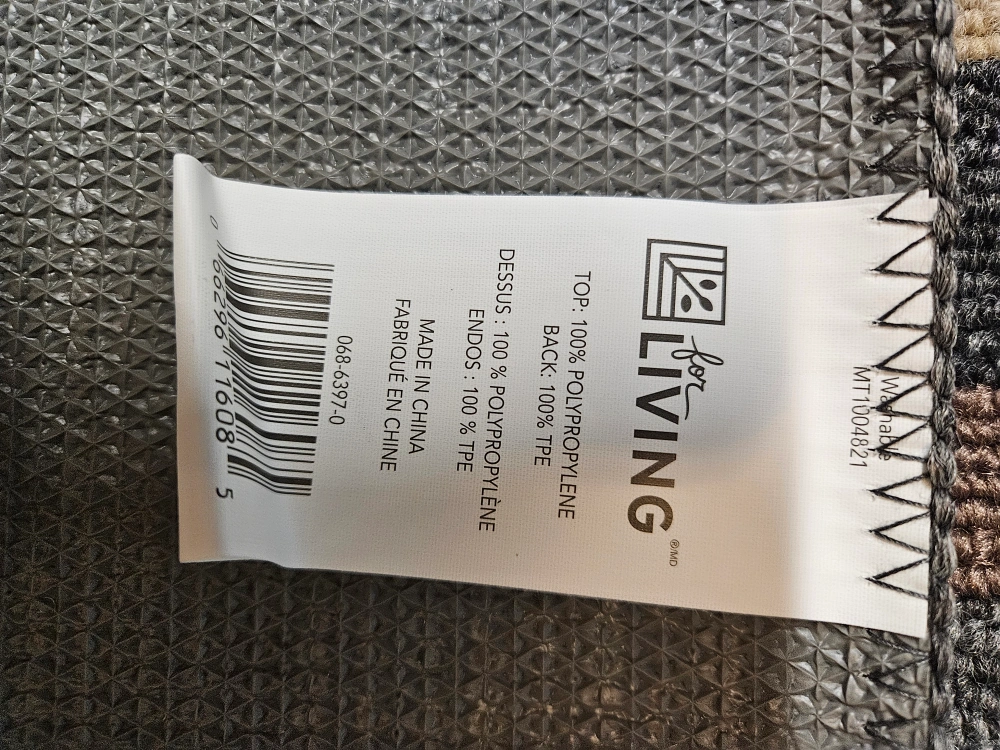 Washable
MT1004821
for
LIVING
®/MD
TOP: 100% POLYPROPYLENE
BACK: 100% TPE
DESSUS : 100 % POLYPROPYLÈNE
ENDOS : 100 % TPE
MADE IN CHINA
FABRIQUÉ EN CHINE
068-6397-0
0 66296 11608 5